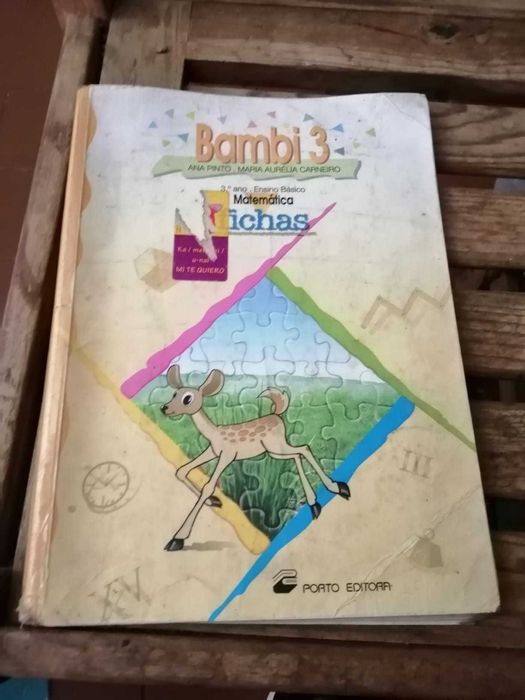 Bambi 3
ANA PINTO . MARIA AURÉLIA CARNEIRO
3.º ano . Ensino Básico
Matemática
fichas
MI TE QUIERO
III
XV
PORTO EDITORA